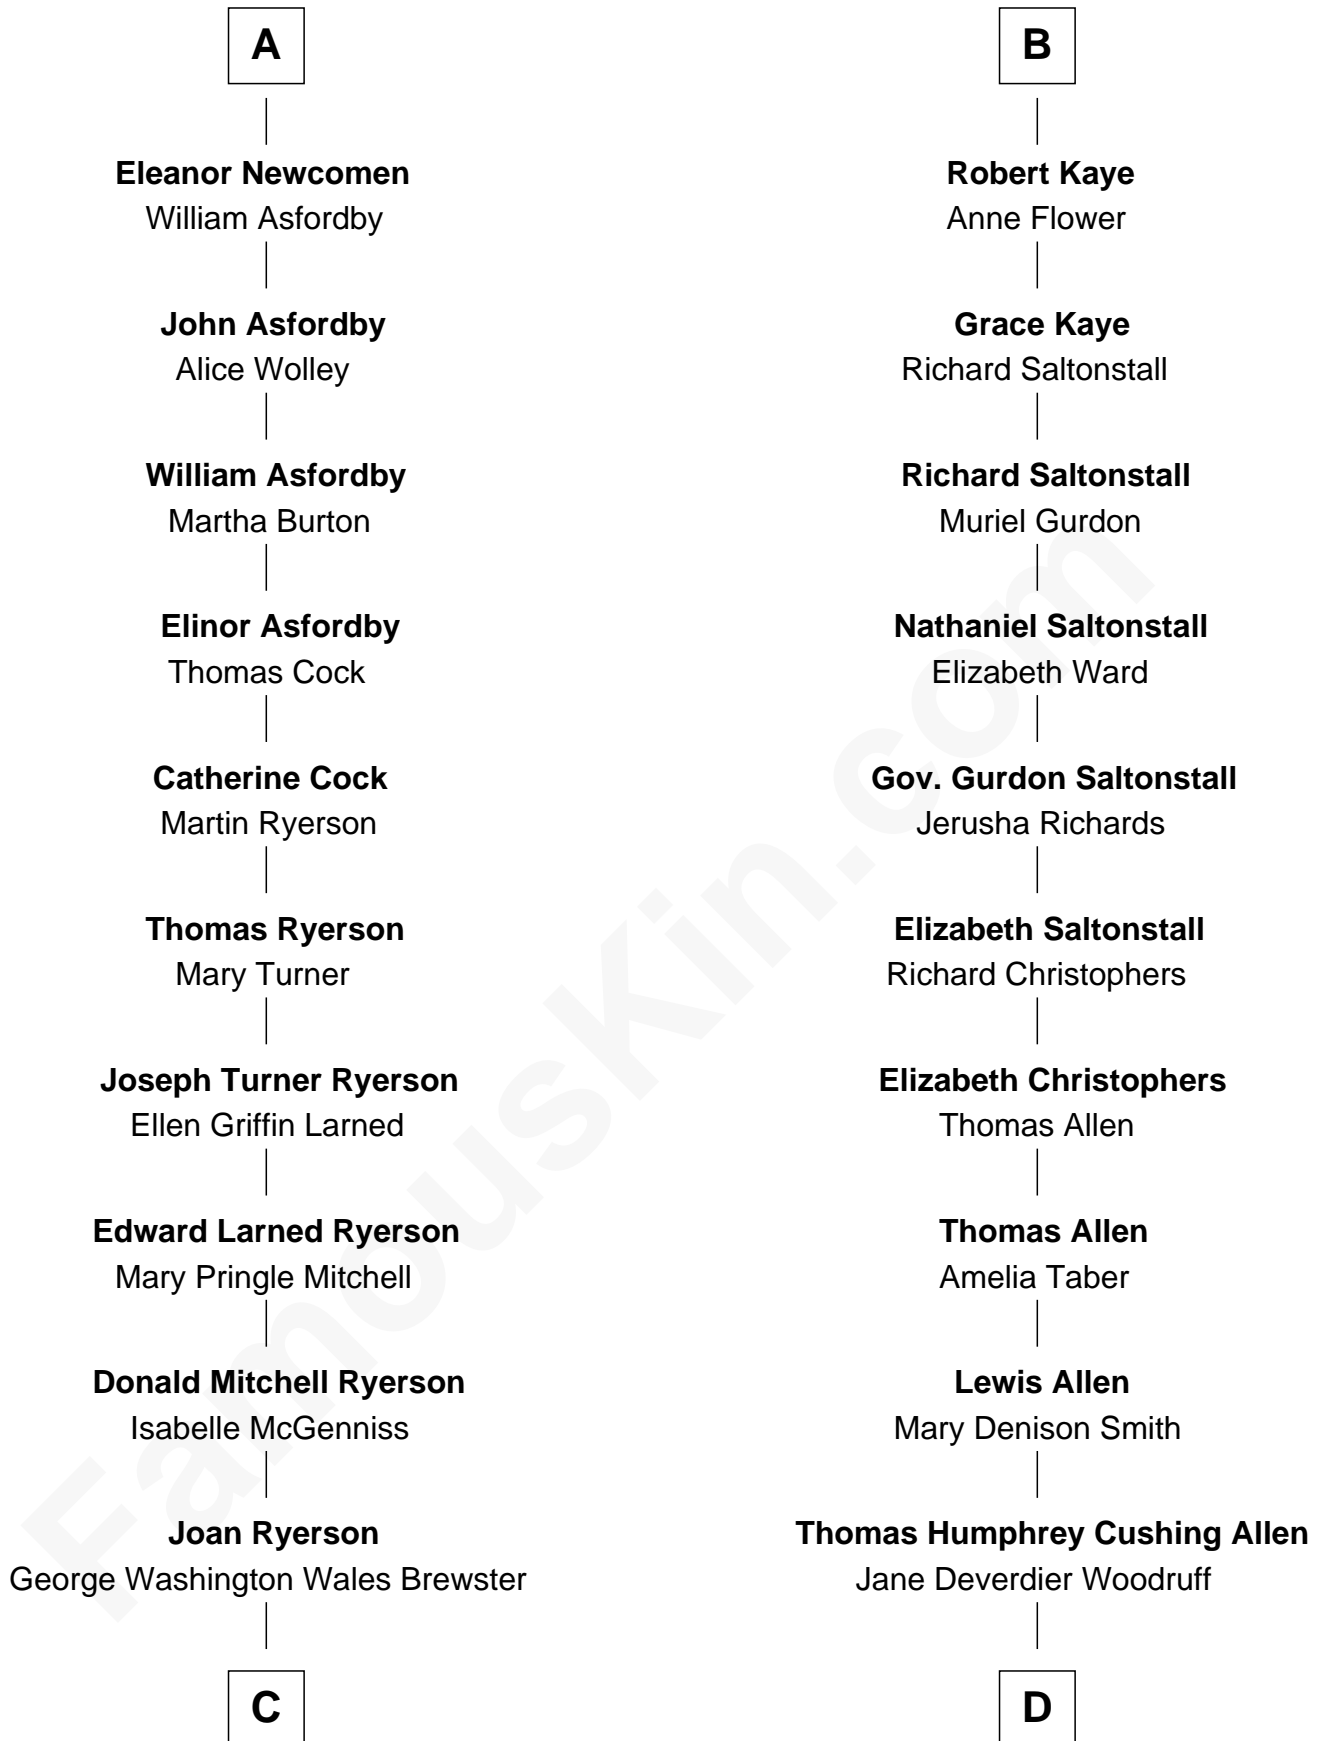 A
Eleanor Newcomen
William Asfordby
John Asfordby
Alice Wolley
William Asfordby
Martha Burton
Elinor Asfordby
Thomas Cock
Catherine Cock
Martin Ryerson
Thomas Ryerson
Mary Turner
Joseph Turner Ryerson
Ellen Griffin Larned
Edward Larned Ryerson
Mary Pringle Mitchell
Donald Mitchell Ryerson
Isabelle McGenniss
Joan Ryerson
George Washington Wales Brewster
C
B
Robert Kaye
Anne Flower
Grace Kaye
Richard Saltonstall
Richard Saltonstall
Muriel Gurdon
Nathaniel Saltonstall
Elizabeth Ward
Gov. Gurdon Saltonstall
Jerusha Richards
Elizabeth Saltonstall
Richard Christophers
Elizabeth Christophers
Thomas Allen
Thomas Allen
Amelia Taber
Lewis Allen
Mary Denison Smith
Thomas Humphrey Cushing Allen
Jane Deverdier Woodruff
D
FamousKin.com